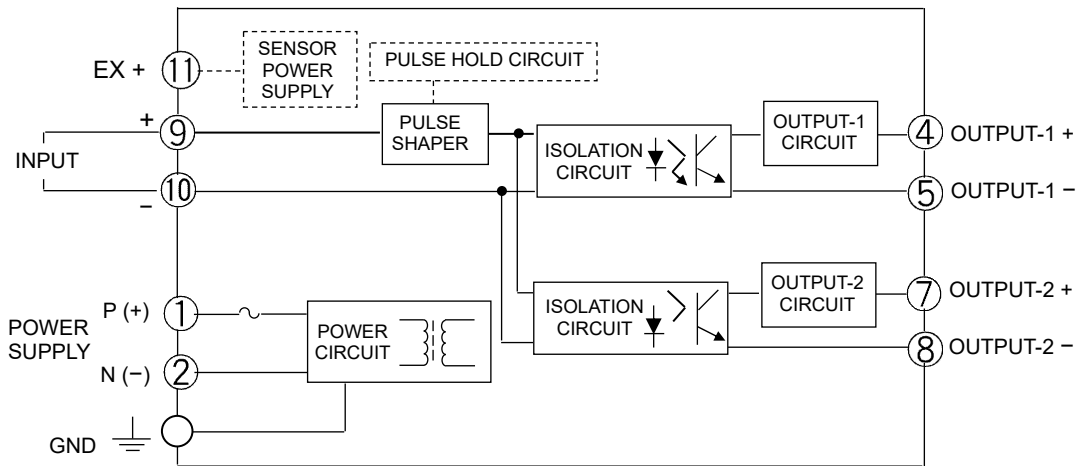 EX +
11
SENSOR
POWER
SUPPLY
PULSE HOLD CIRCUIT
+
9
PULSE
SHAPER
INPUT
10
−
ISOLATION
CIRCUIT
OUTPUT-1
CIRCUIT
4
OUTPUT-1 +
5
OUTPUT-1 −
ISOLATION
CIRCUIT
OUTPUT-2
CIRCUIT
7
OUTPUT-2 +
8
OUTPUT-2 −
POWER
SUPPLY
P (+)
1
N (−)
2
POWER
CIRCUIT
GND